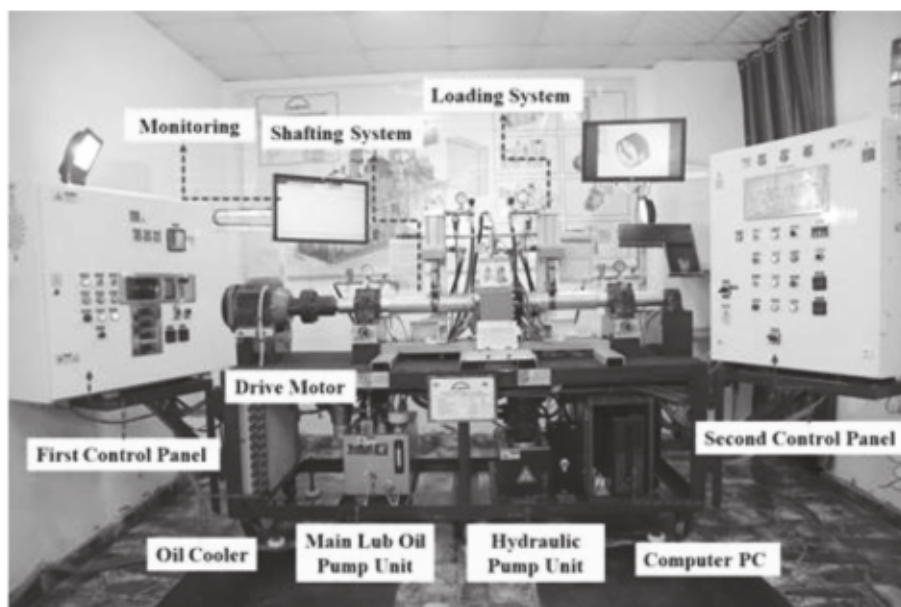 Loading System
Monitoring
Shafting System
Drive Motor
First Control Panel
Second Control Panel
Oil Cooler
Main Lub Oil
Pump Unit
Hydraulic
Pump Unit
Computer PC